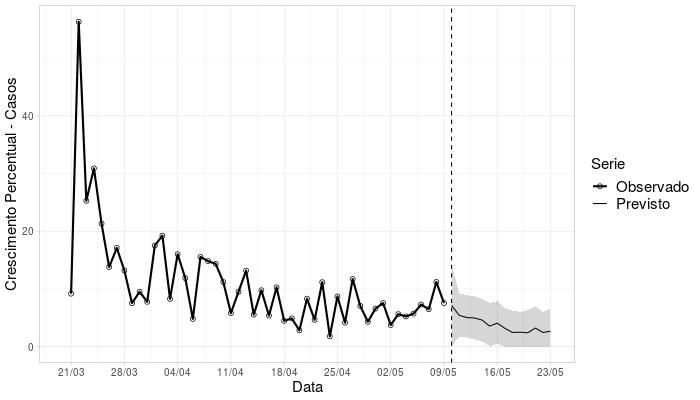 Crescimento Percentual - Casos
40
20
0
21/03 28/03 04/04 11/04 18/04 25/04 02/05 09/05 16/05 23/05
Data
Serie
Observado
Previsto